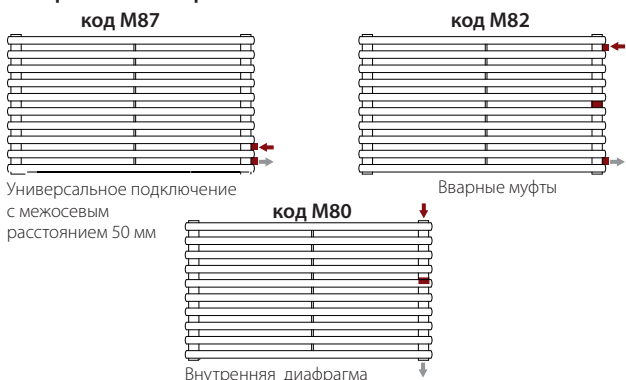 код M87
код M82
Универсальное подключение
с межосевым
расстоянием 50 мм
Вварные муфты
код M80
Внутренняя диафрагма